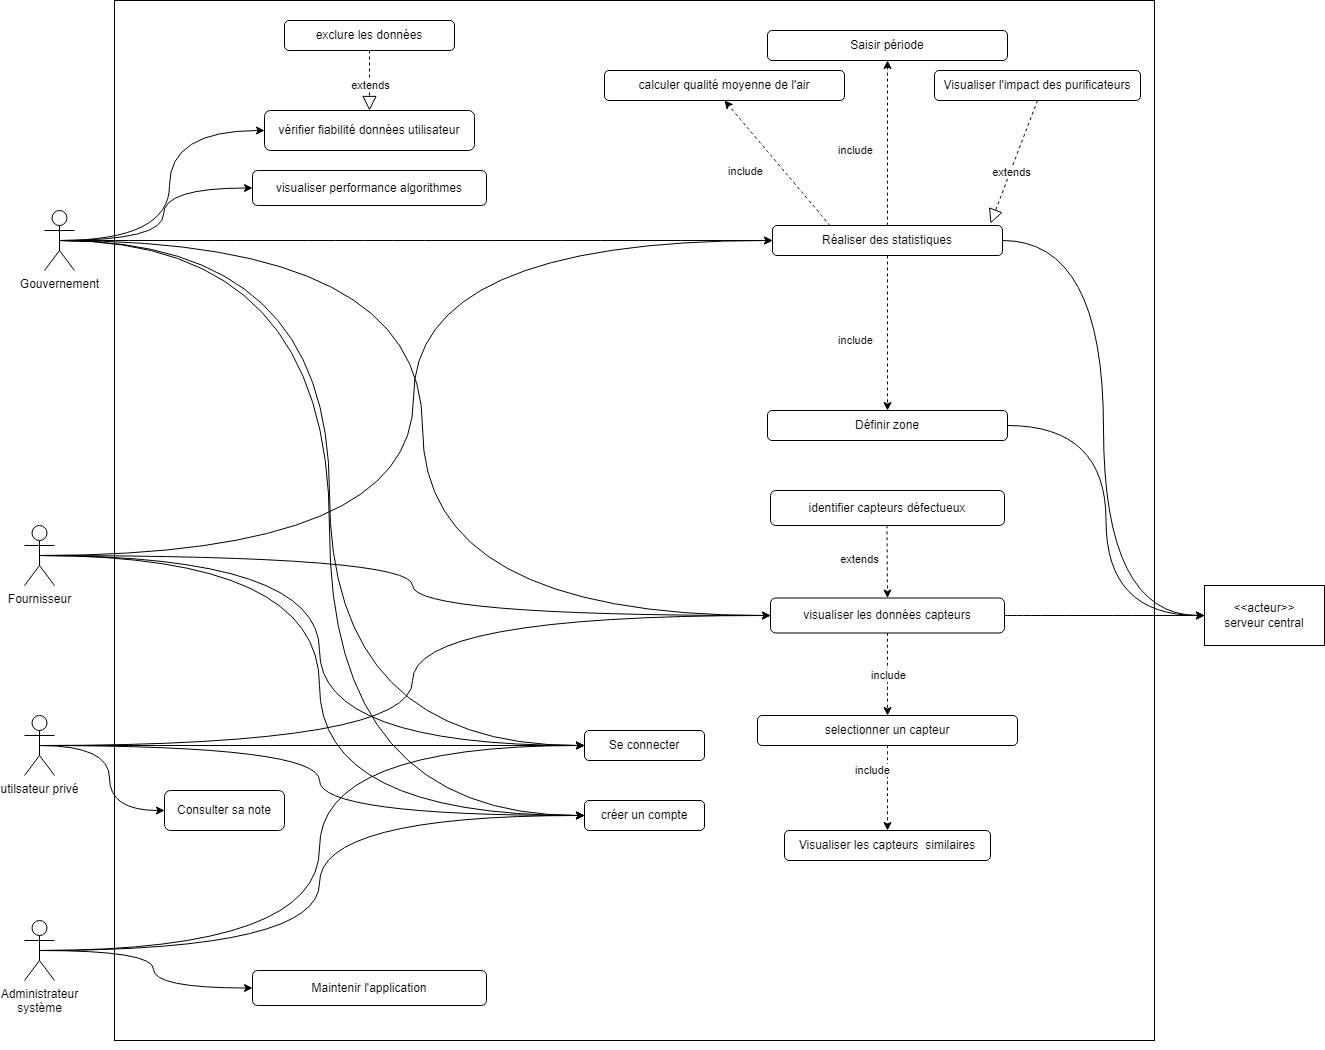 exclure les données
extends
vérifier fiabilité données utilisateur
visualiser performance algorithmes
Saisir période
calculer qualité moyenne de l'air
Visualiser l'impact des purificateurs
include
include
extends
Réaliser des statistiques
Gouvernement
include
Définir zone
identifier capteurs défectueux
extends
Fournisseur
visualiser les données capteurs
<<acteur>>
serveur central
include
selectionner un capteur
Se connecter
include
utilsateur privé
Consulter sa note
créer un compte
Visualiser les capteurs  similaires
Administrateur
système
Maintenir l'application